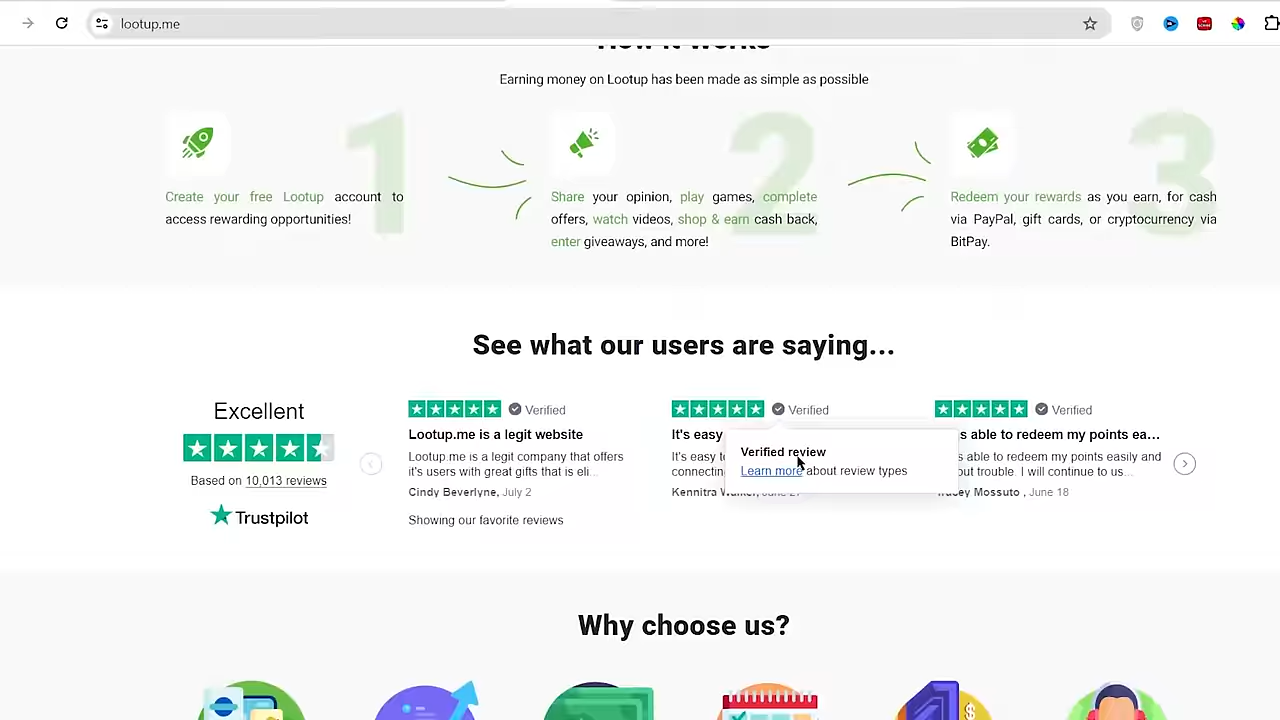 lootup.me
How it works
Earning money on Lootup has been made as simple as possible
1
2
3
Create your free Lootup account to
access rewarding opportunities!
Share your opinion, play games, complete
offers, watch videos, shop & earn cash back,
enter giveaways, and more!
Redeem your rewards as you earn, for cash
via PayPal, gift cards, or cryptocurrency via
BitPay.
See what our users are saying...
Excellent
Based on 10,013 reviews
Trustpilot
Verified
Lootup.me is a legit website
Lootup.me is a legit company that offers
it's users with great gifts that is eli...
Cindy Beverlyne, July 2
Showing our favorite reviews
Verified
It's easy
It's easy
connecting
Kennitra
Verified review
Learn more about review types
Verified
s able to redeem my points ea...
s able to redeem my points easily and
out trouble. I will continue to us...
Tracey Mossuto , June 18
Why choose us?